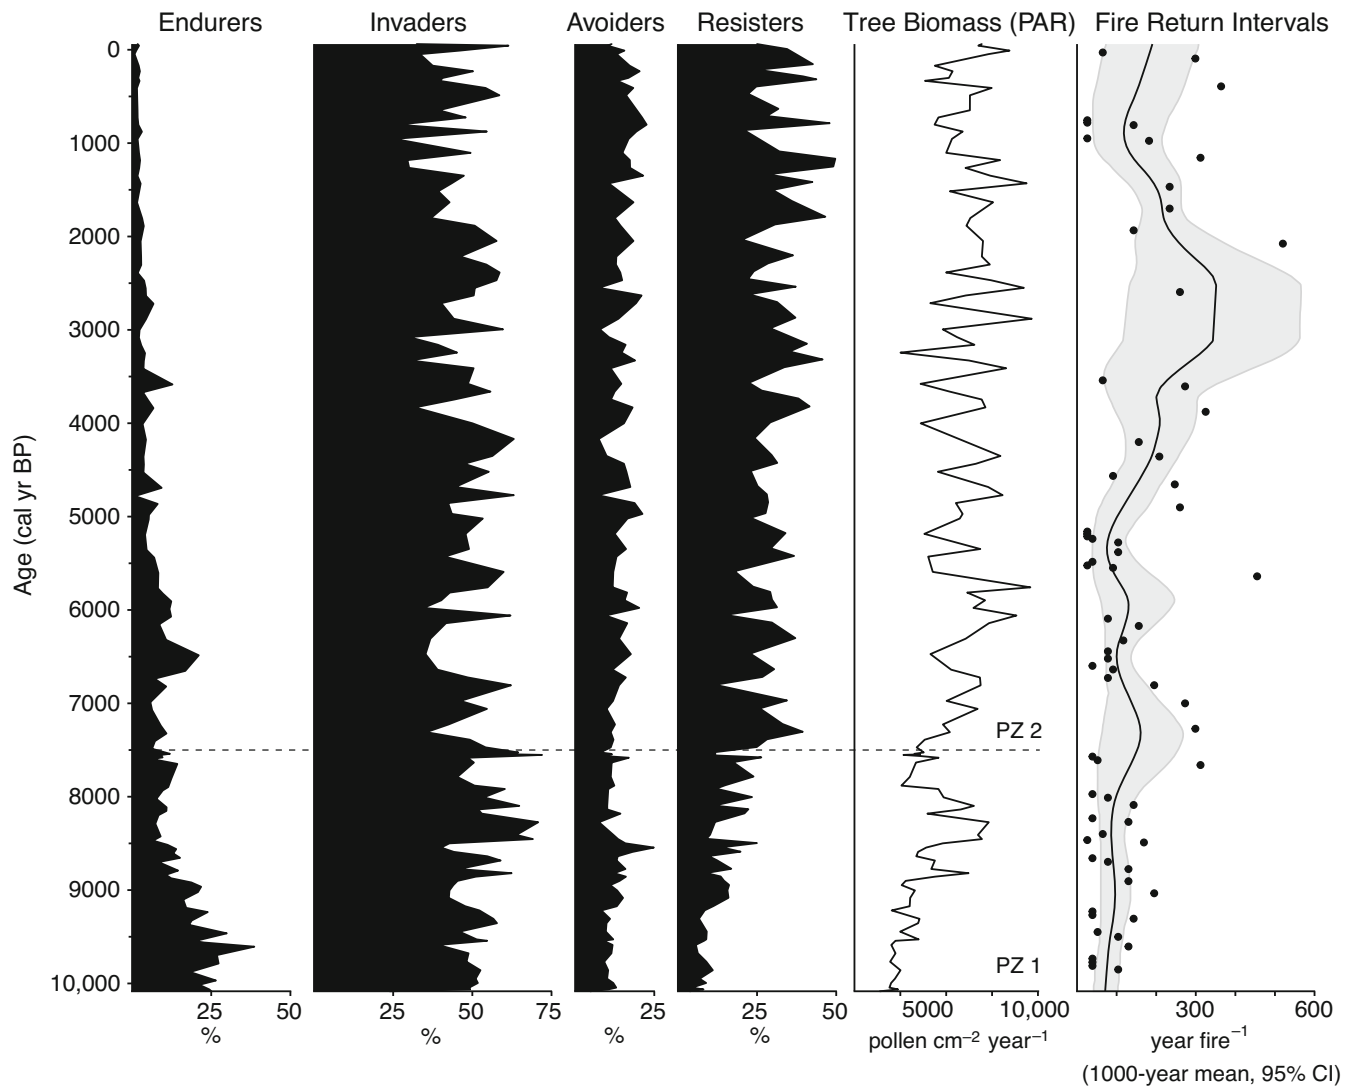 Endurers Invaders Avoiders Resisters Tree Biomass (PAR) Fire Return Intervals
Age (cal yr BP)
0
1000
2000
3000
4000
5000
6000
7000
8000
9000
10,000
PZ 2
PZ 1
25 50 25 50 75 25 25 50 5000 10,000 300 600
% % % % pollen cm⁻² year⁻¹ year fire⁻¹
(1000-year mean, 95% CI)